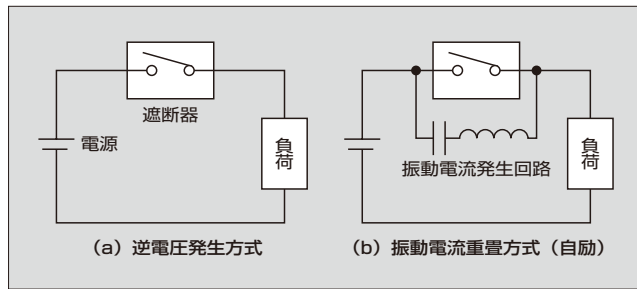 遮断器
電源
負荷
(a) 逆電圧発生方式
振動電流発生回路
負荷
(b) 振動電流重畳方式(自励)